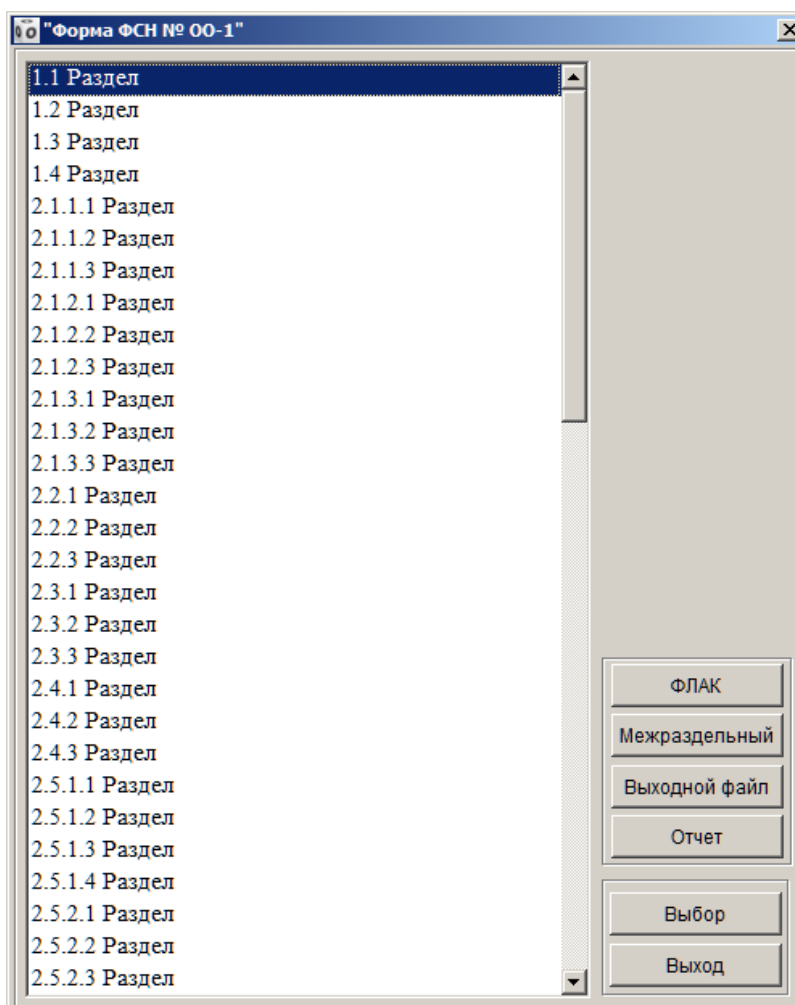 "Форма ФСН № ОО-1"
1.1 Раздел
1.2 Раздел
1.3 Раздел
1.4 Раздел
2.1.1.1 Раздел
2.1.1.2 Раздел
2.1.1.3 Раздел
2.1.2.1 Раздел
2.1.2.2 Раздел
2.1.2.3 Раздел
2.1.3.1 Раздел
2.1.3.2 Раздел
2.1.3.3 Раздел
2.2.1 Раздел
2.2.2 Раздел
2.2.3 Раздел
2.3.1 Раздел
2.3.2 Раздел
2.3.3 Раздел
2.4.1 Раздел
2.4.2 Раздел
2.4.3 Раздел
2.5.1.1 Раздел
2.5.1.2 Раздел
2.5.1.3 Раздел
2.5.1.4 Раздел
2.5.2.1 Раздел
2.5.2.2 Раздел
2.5.2.3 Раздел
ФЛАК
Межраздельный
Выходной файл
Отчет
Выбор
Выход